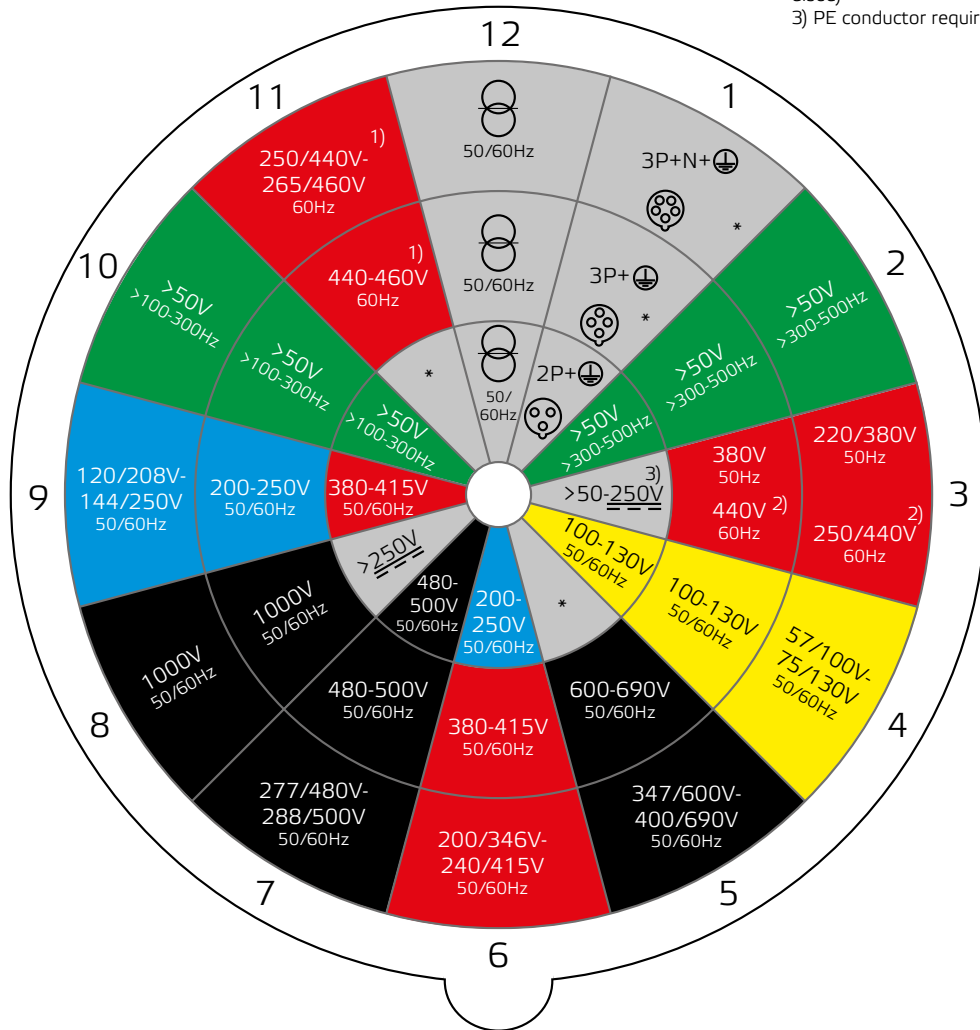 3) PE conductor requir
12
50/60Hz
50/60Hz
50/
60Hz
1
3P+N+
*
3P+
*
2P+
2
>50V
>300-500Hz
>50V
>300-500Hz
>50V
>300-500Hz
3
220/380V
50Hz
250/440V 2)
60Hz
380V
50Hz
440V 2)
60Hz
>50-250V 3)
4
57/100V-
75/130V
50/60Hz
100-130V
50/60Hz
100-130V
50/60Hz
5
347/600V-
400/690V
50/60Hz
600-690V
50/60Hz
*
6
200/346V-
240/415V
50/60Hz
380-415V
50/60Hz
200-
250V
50/60Hz
7
277/480V-
288/500V
50/60Hz
480-500V
50/60Hz
480-
500V
50/60Hz
8
1000V
50/60Hz
1000V
50/60Hz
>250V
9
120/208V-
144/250V
50/60Hz
200-250V
50/60Hz
380-415V
50/60Hz
10
>50V
>100-300Hz
>50V
>100-300Hz
>50V
>100-300Hz
11
1)
250/440V-
265/460V
60Hz
1)
440-460V
60Hz
*